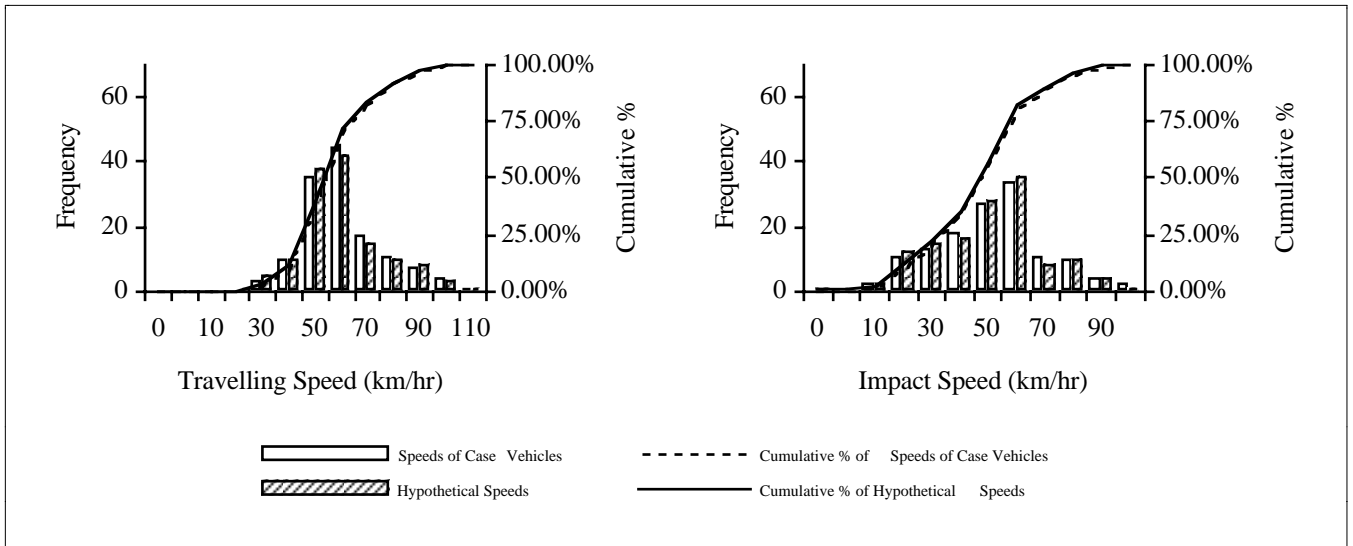 100.00%
75.00%
50.00%
25.00%
0.00%
60
40
20
0
Frequency
Cumulative %
0 10 30 50 70 90 110
Travelling Speed (km/hr)
100.00%
75.00%
50.00%
25.00%
0.00%
60
40
20
0
Frequency
Cumulative %
0 10 30 50 70 90
Impact Speed (km/hr)
Speeds of Case Vehicles
Cumulative % of Speeds of Case Vehicles
Hypothetical Speeds
Cumulative % of Hypothetical Speeds